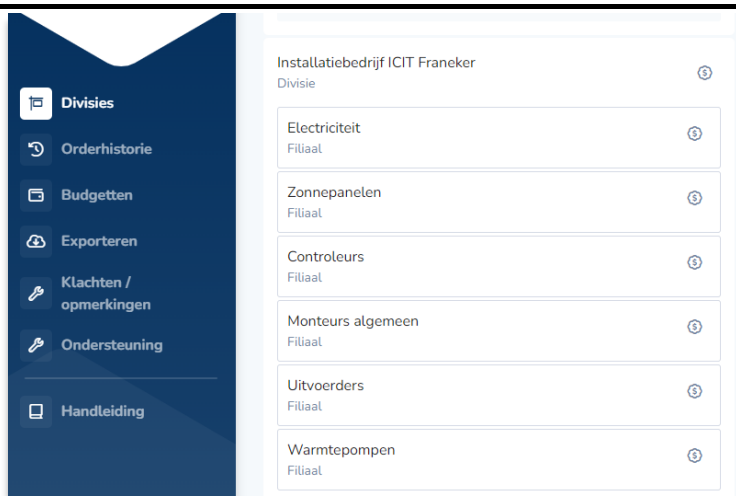 Divisies
Orderhistorie
Budgetten
Exporteren
Klachten /
opmerkingen
Ondersteuning
Handleiding
Installatiebedrijf ICIT Franeker
Divisie
Electriciteit
Filiaal
Zonnepanelen
Filiaal
Controleurs
Filiaal
Monteurs algemeen
Filiaal
Uitvoerders
Filiaal
Warmtepompen
Filiaal